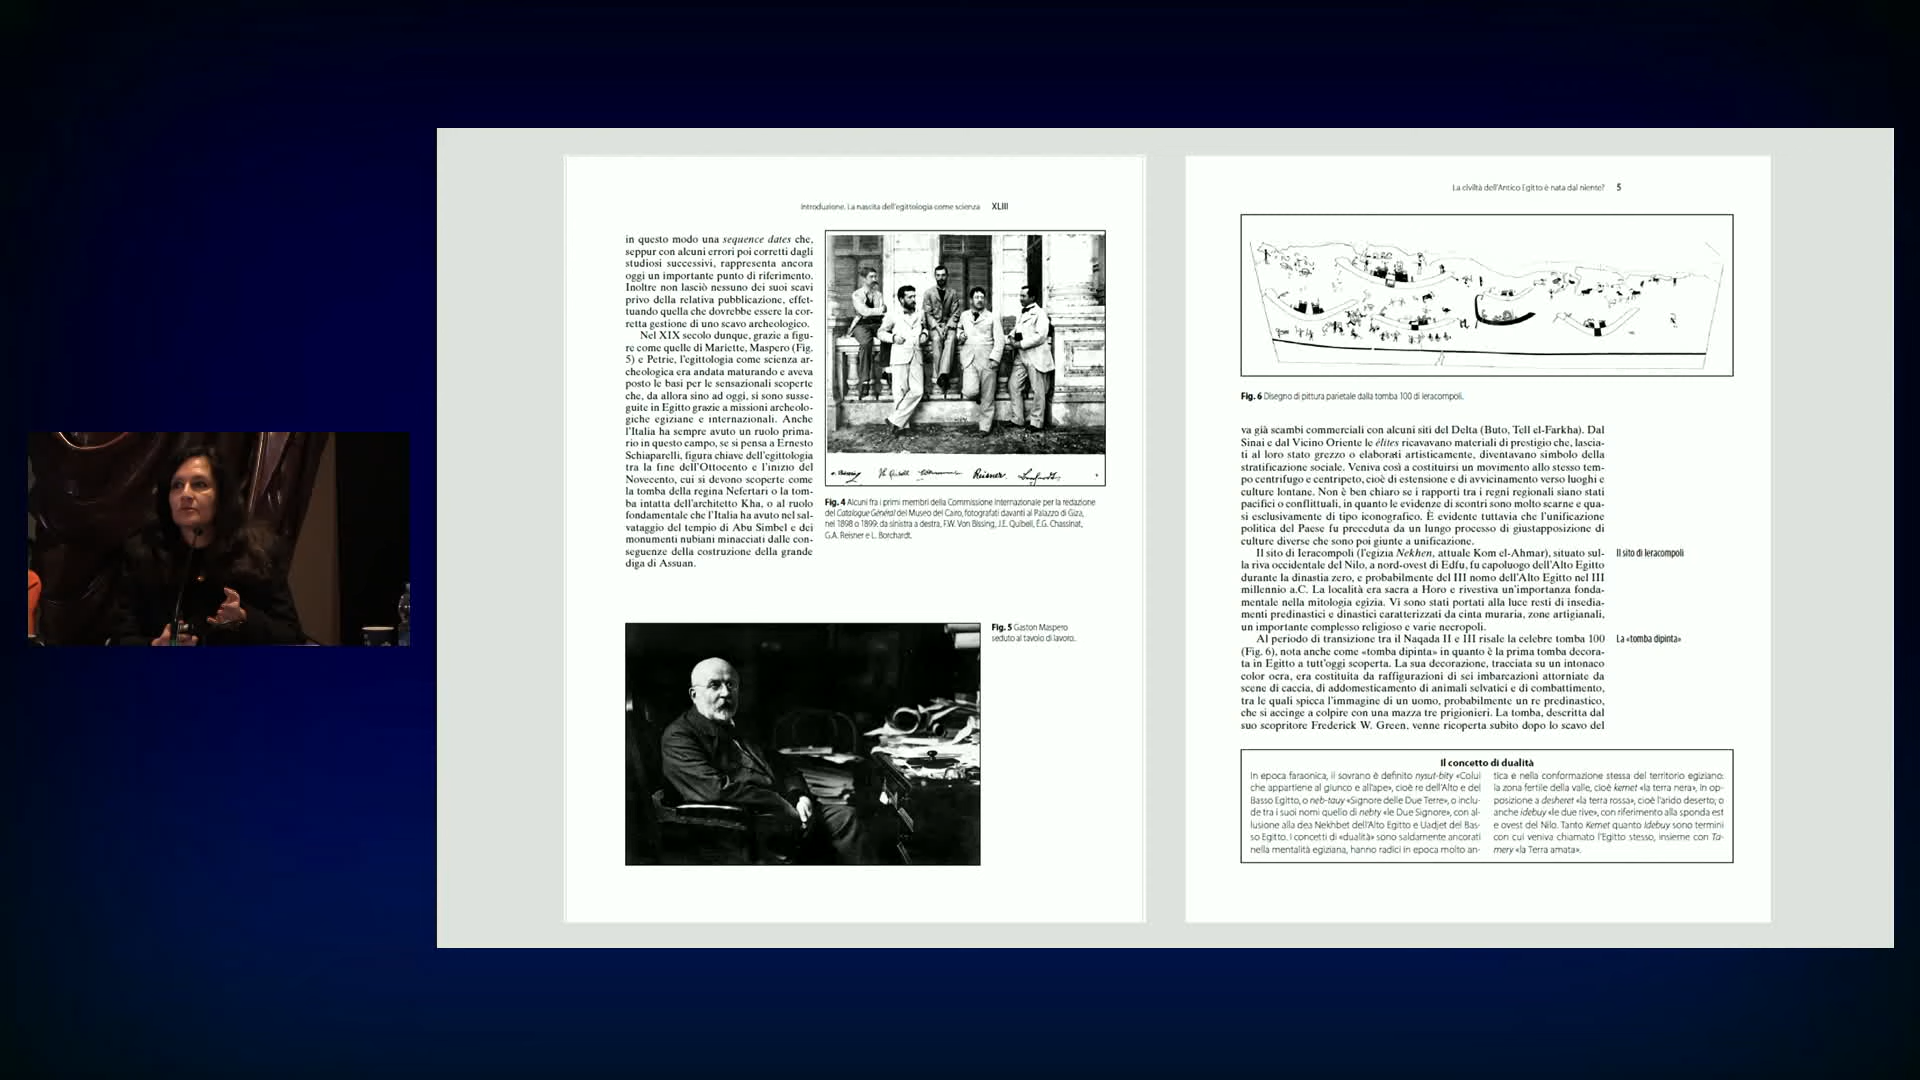 Introduzione. La nascita dell'egittologia come scienza XLIII
in questo modo una sequence dates che,
seppur con alcuni errori poi corretti dagli
studiosi successivi, rappresenta ancora
oggi un importante punto di riferimento.
Inoltre non lasciò nessuno dei suoi scavi
privo della relativa pubblicazione, effet-
tuando quella che dovrebbe essere la cor-
retta gestione di uno scavo archeologico.
Nel XIX secolo dunque, grazie a figu-
re come quelle di Mariette, Maspero (Fig.
5) e Petrie, l'egittologia come scienza ar-
cheologica era andata maturando e aveva
posto le basi per le sensazionali scoperte
che, da allora sino ad oggi, si sono susse-
guite in Egitto grazie a missioni archeolo-
giche egiziane e internazionali. Anche
l'Italia ha sempre avuto un ruolo prima-
rio in questo campo, se si pensa a Ernesto
Schiaparelli, figura chiave dell'egittologia
tra la fine dell'Ottocento e l'inizio del
Novecento, cui si devono scoperte come
la tomba della regina Nefertari o la tom-
ba intatta dell'architetto Kha, o al ruolo
fondamentale che l'Italia ha avuto nel sal-
vataggio del tempio di Abu Simbel e dei
monumenti nubiani minacciati dalle con-
seguenze della costruzione della grande
diga di Assuan.
Reisner
Fig. 4 Alcuni fra i primi membri della Commissione Internazionale per la redazione
del Catalogue Général del Museo del Cairo, fotografati davanti al Palazzo di Giza,
nel 1898 o 1899: da sinistra a destra, F.W. Von Bissing, J.E. Quibell, É.G. Chassinat,
G.A. Reisner e L. Borchardt.
Fig. 5 Gaston Maspero
seduto al tavolo di lavoro.
La civiltà dell'Antico Egitto è nata dal niente? 5
Fig. 6 Disegno di pittura parietale dalla tomba 100 di Ieracompoli.
va già scambi commerciali con alcuni siti del Delta (Buto, Tell el-Farkha). Dal
Sinai e dal Vicino Oriente le élites ricavavano materiali di prestigio che, lascia-
ti al loro stato grezzo o elaborati artisticamente, diventavano simbolo della
stratificazione sociale. Veniva così a costituirsi un movimento allo stesso tem-
po centrifugo e centripeto, cioè di estensione e di avvicinamento verso luoghi e
culture lontane. Non è ben chiaro se i rapporti tra i regni regionali siano stati
pacifici o conflittuali, in quanto le evidenze di scontri sono molto scarne e qua-
si esclusivamente di tipo iconografico. È evidente tuttavia che l'unificazione
politica del Paese fu preceduta da un lungo processo di giustapposizione di
culture diverse che sono poi giunte a unificazione.
Il sito di Ieracompoli (l'egizia Nekhen, attuale Kom el-Ahmar), situato sul-
la riva occidentale del Nilo, a nord-ovest di Edfu, fu capoluogo dell'Alto Egitto
durante la dinastia zero, e probabilmente del III nomo dell'Alto Egitto nel III
millennio a.C. La località era sacra a Horo e rivestiva un'importanza fonda-
mentale nella mitologia egizia. Vi sono stati portati alla luce resti di insedia-
menti predinastici e dinastici caratterizzati da cinta muraria, zone artigianali,
un importante complesso religioso e varie necropoli.
Il sito di Ieracompoli
Al periodo di transizione tra il Naqada II e III risale la celebre tomba 100
(Fig. 6), nota anche come «tomba dipinta» in quanto è la prima tomba decora-
ta in Egitto a tutt'oggi scoperta. La sua decorazione, tracciata su un intonaco
color ocra, era costituita da raffigurazioni di sei imbarcazioni attorniate da
scene di caccia, di addomesticamento di animali selvatici e di combattimento,
tra le quali spicca l'immagine di un uomo, probabilmente un re predinastico,
che si accinge a colpire con una mazza tre prigionieri. La tomba, descritta dal
suo scopritore Frederick W. Green, venne ricoperta subito dopo lo scavo del
La «tomba dipinta»
Il concetto di dualità
In epoca faraonica, il sovrano è definito nysut-bity «Colui
che appartiene al giunco e all'ape», cioè re dell'Alto e del
Basso Egitto, o neb-tauy «Signore delle Due Terre», o inclu-
de tra i suoi nomi quello di nebty «le Due Signore», con al-
lusione alla dea Nekhbet dell'Alto Egitto e Uadjet del Bas-
so Egitto. I concetti di «dualità» sono saldamente ancorati
nella mentalità egiziana, hanno radici in epoca molto an-
tica e nella conformazione stessa del territorio egiziano:
la zona fertile della valle, cioè kemet «la terra nera», in op-
posizione a desheret «la terra rossa», cioè l'arido deserto; o
anche idebuy «le due rive», con riferimento alla sponda est
e ovest del Nilo. Tanto Kemet quanto Idebuy sono termini
con cui veniva chiamato l'Egitto stesso, insieme con Ta-
mery «la Terra amata».